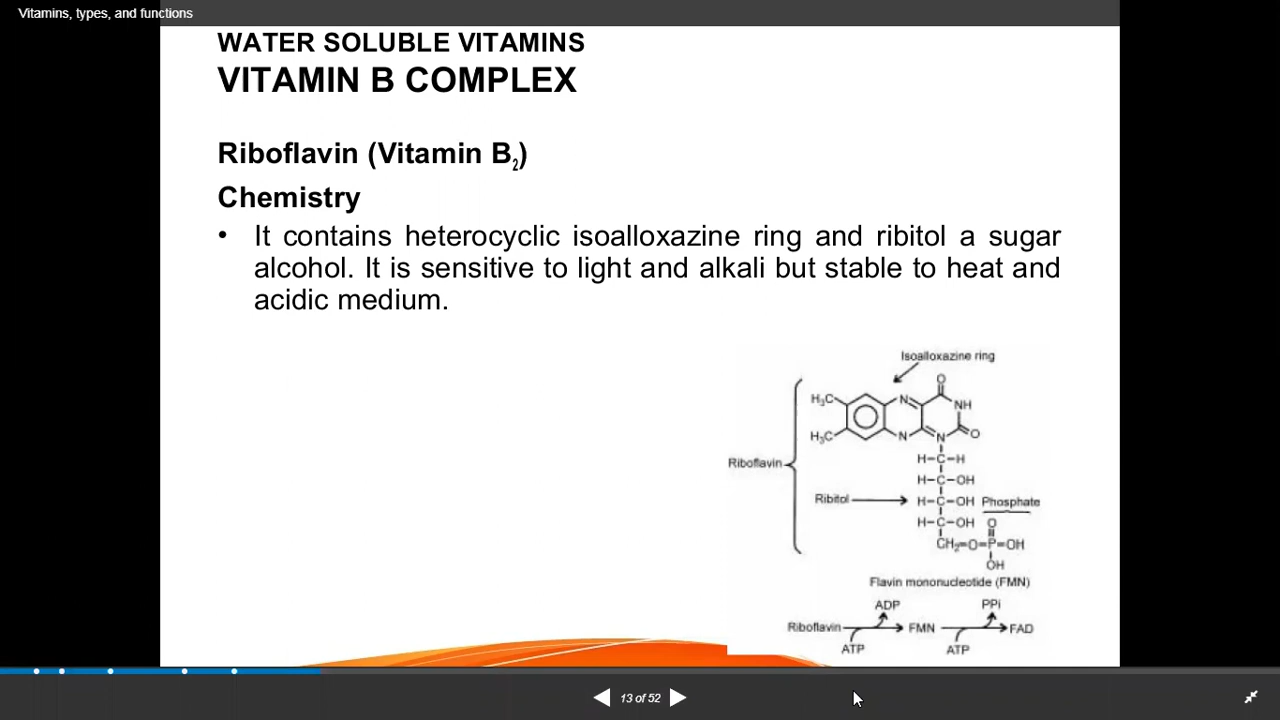 Vitamins, types, and functions
WATER SOLUBLE VITAMINS
VITAMIN B COMPLEX
Riboflavin (Vitamin B₂)
Chemistry
• It contains heterocyclic isoalloxazine ring and ribitol a sugar
alcohol. It is sensitive to light and alkali but stable to heat and
acidic medium.
Isoalloxazine ring
O
H₃C N NH
H₃C N N O
H–C–H
Riboflavin
H–C–OH
Ribitol H–C–OH Phosphate
H–C–OH O
CH₂–O–P–OH
OH
Flavin mononucleotide (FMN)
ADP PPi
Riboflavin FMN FAD
ATP ATP
13 of 52